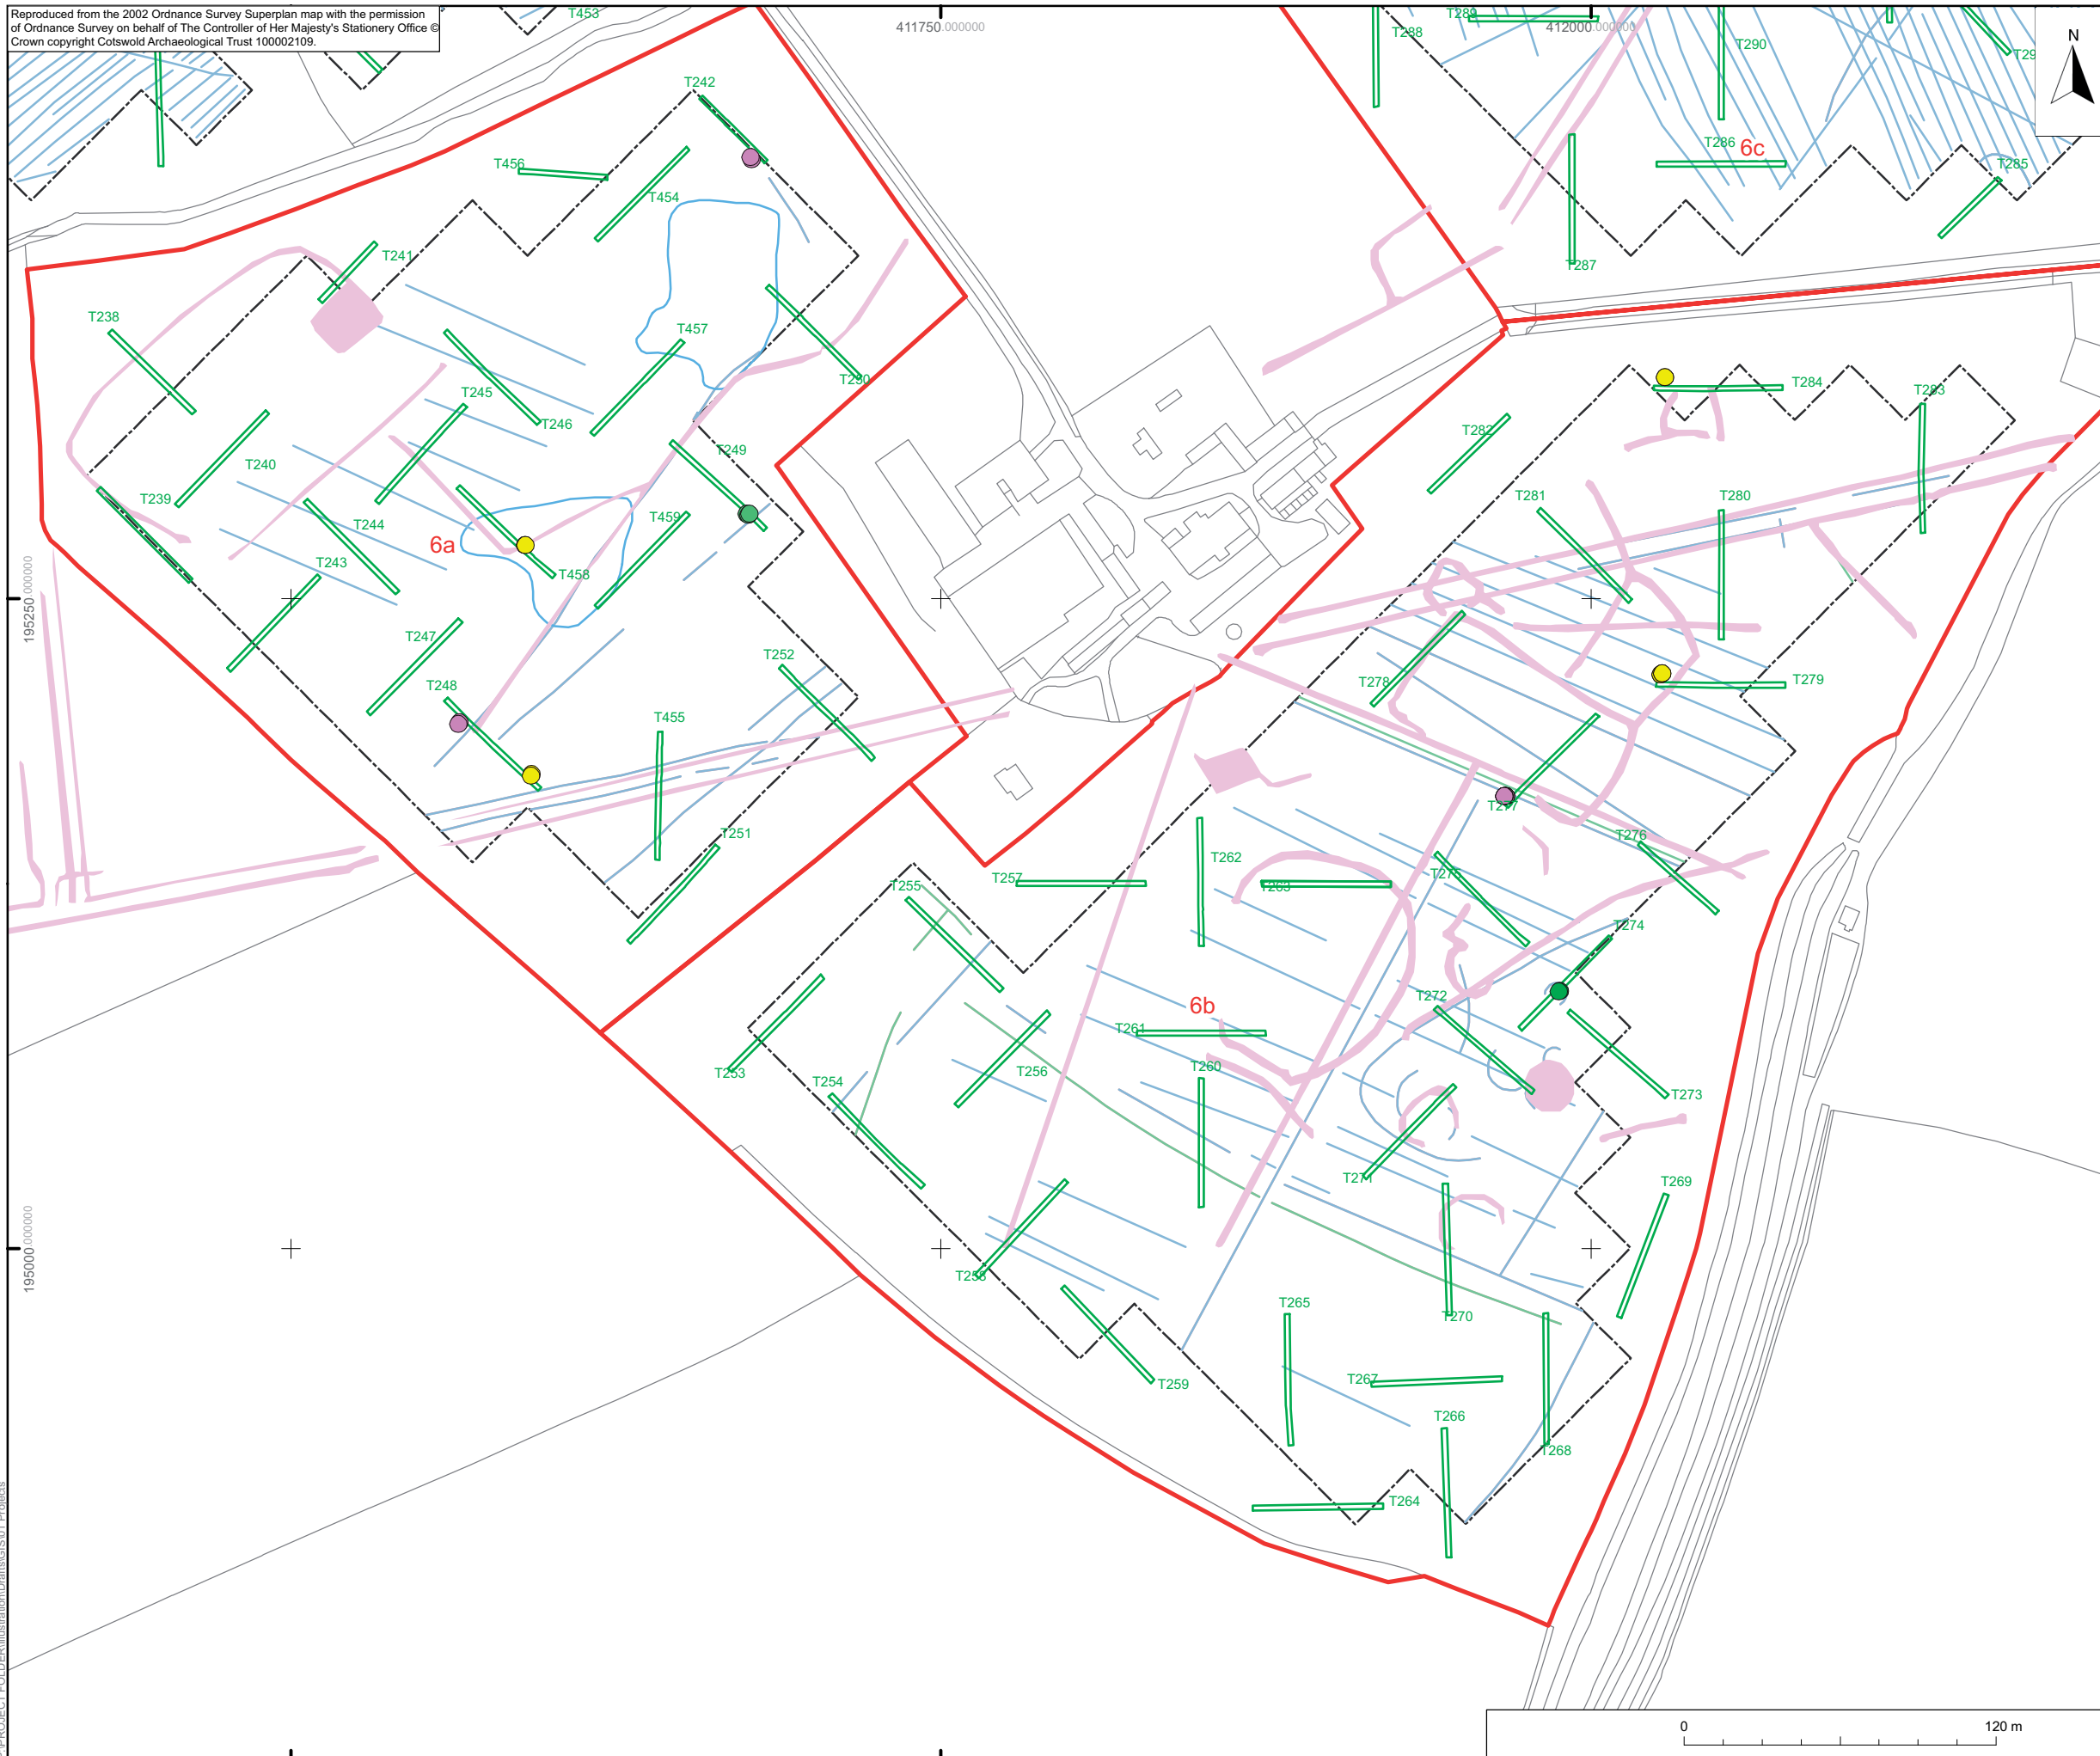 Reproduced from the 2002 Ordnance Survey Superplan map with the permission
of Ordnance Survey on behalf of The Controller of Her Majesty's Stationery Office ©
Crown copyright Cotswold Archaeological Trust 100002109.
T453
411750.000000
T288
T289
412000.000000
T290
N
T242
T456
T454
T286
6c
T285
T241
T287
T238
T457
T250
T284
T283
T245
T246
T240
T249
T282
T239
T244
T459
T281
T280
6a
T243
T458
195250.000000
T247
T252
T278
T279
T248
T455
T277
T251
T276
T262
T257
T263
T275
T255
T274
6b
T272
T261
T253
T254
T256
T260
T273
T271
T269
195000.000000
T258
T265
T270
T259
T267
T266
T268
T264
0
120 m